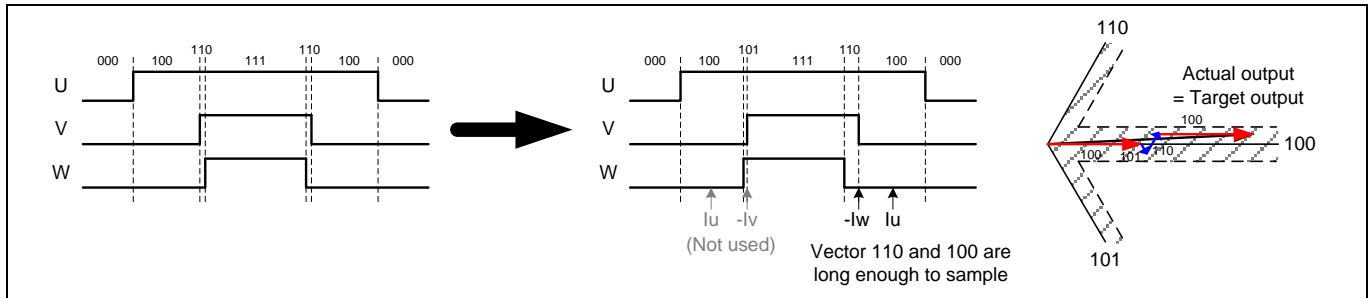 110 110
000 100 111 100 000
U
V
W
101 110
000 100 111 100 000
U
V
W
Iu -Iv -Iw Iu
(Not used)
Vector 110 and 100 are
long enough to sample
110
Actual output
= Target output
100
100
100 101 110
101